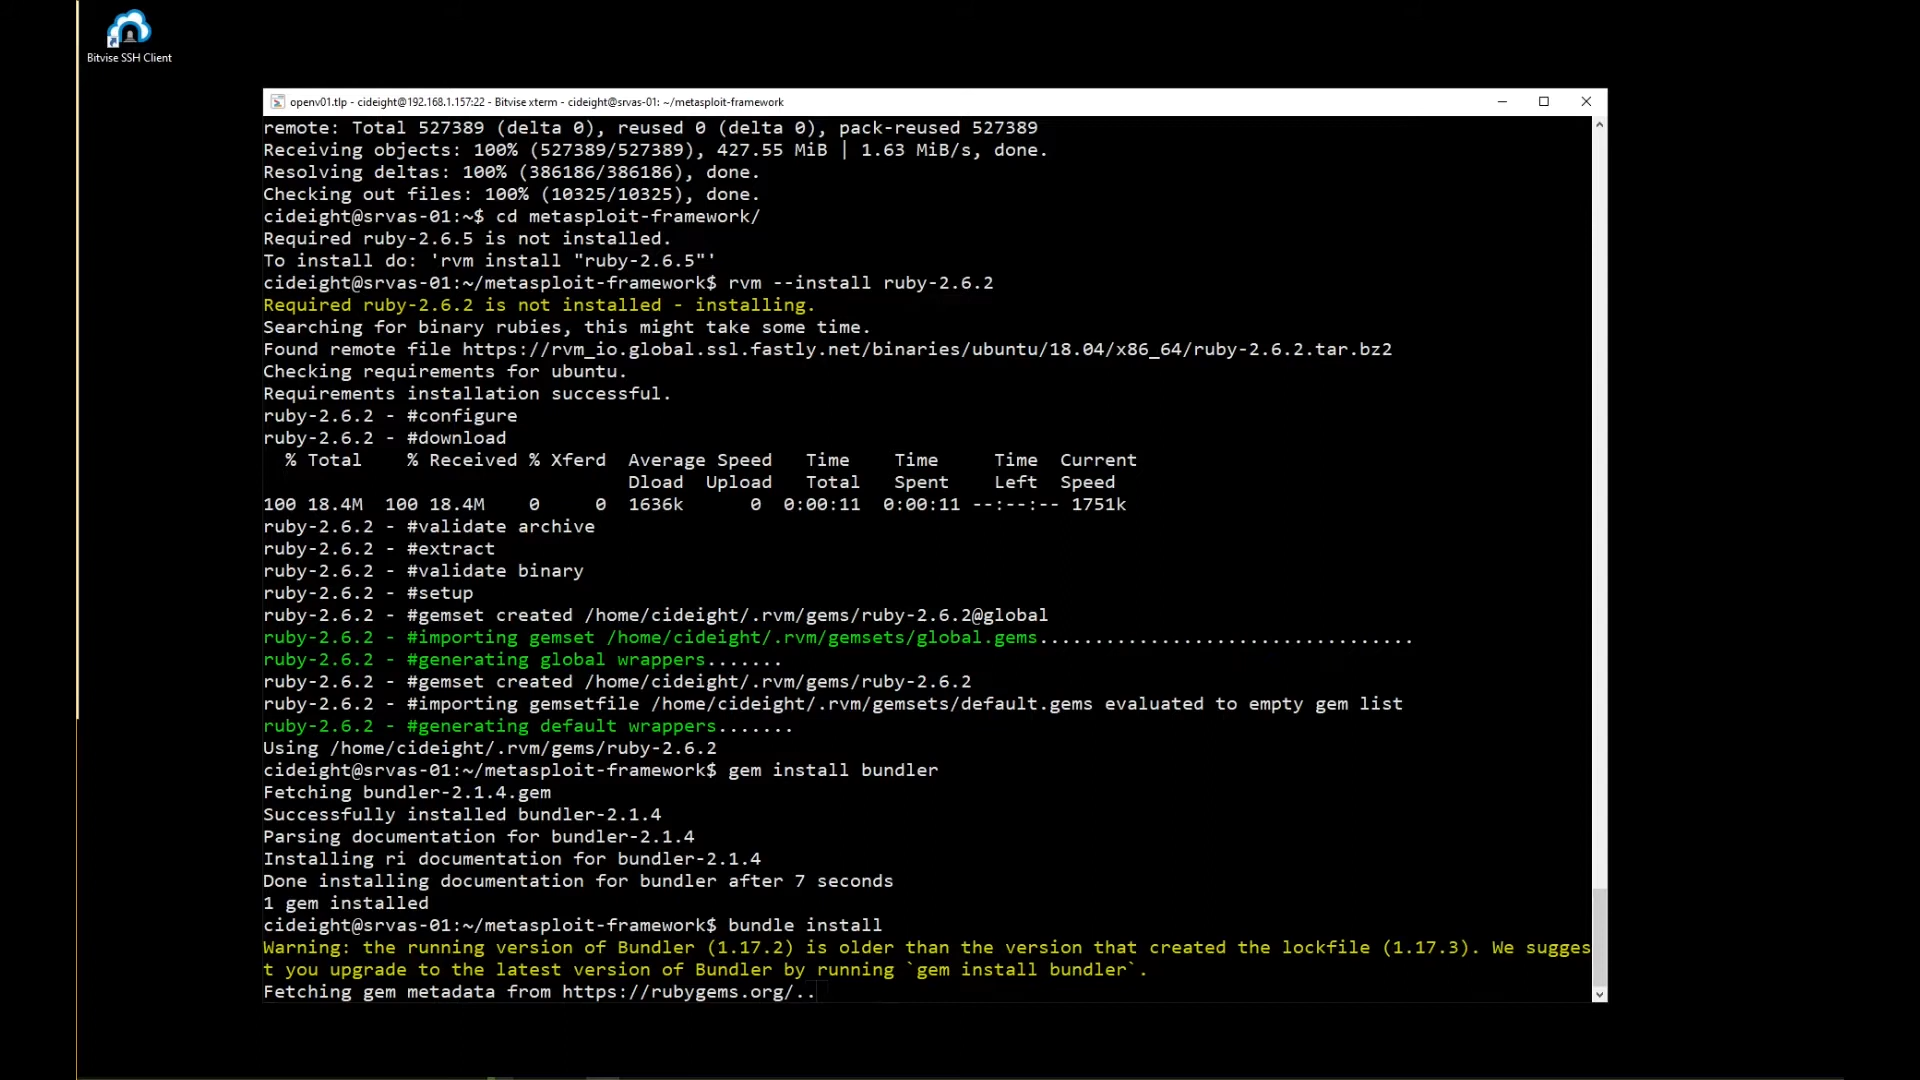 Bitvise SSH Client
openv01.tlp - cideight@192.168.1.157:22 - Bitvise xterm - cideight@srvas-01: ~/metasploit-framework
remote: Total 527389 (delta 0), reused 0 (delta 0), pack-reused 527389
Receiving objects: 100% (527389/527389), 427.55 MiB | 1.63 MiB/s, done.
Resolving deltas: 100% (386186/386186), done.
Checking out files: 100% (10325/10325), done.
cideight@srvas-01:~$ cd metasploit-framework/
Required ruby-2.6.5 is not installed.
To install do: 'rvm install "ruby-2.6.5"'
cideight@srvas-01:~/metasploit-framework$ rvm --install ruby-2.6.2
Required ruby-2.6.2 is not installed - installing.
Searching for binary rubies, this might take some time.
Found remote file https://rvm_io.global.ssl.fastly.net/binaries/ubuntu/18.04/x86_64/ruby-2.6.2.tar.bz2
Checking requirements for ubuntu.
Requirements installation successful.
ruby-2.6.2 - #configure
ruby-2.6.2 - #download
  % Total    % Received % Xferd  Average Speed   Time    Time     Time  Current
                                 Dload  Upload   Total   Spent    Left  Speed
100 18.4M  100 18.4M    0     0  1636k      0  0:00:11  0:00:11 --:--:-- 1751k
ruby-2.6.2 - #validate archive
ruby-2.6.2 - #extract
ruby-2.6.2 - #validate binary
ruby-2.6.2 - #setup
ruby-2.6.2 - #gemset created /home/cideight/.rvm/gems/ruby-2.6.2@global
ruby-2.6.2 - #importing gemset /home/cideight/.rvm/gemsets/global.gems..................................
ruby-2.6.2 - #generating global wrappers.......
ruby-2.6.2 - #gemset created /home/cideight/.rvm/gems/ruby-2.6.2
ruby-2.6.2 - #importing gemsetfile /home/cideight/.rvm/gemsets/default.gems evaluated to empty gem list
ruby-2.6.2 - #generating default wrappers.......
Using /home/cideight/.rvm/gems/ruby-2.6.2
cideight@srvas-01:~/metasploit-framework$ gem install bundler
Fetching bundler-2.1.4.gem
Successfully installed bundler-2.1.4
Parsing documentation for bundler-2.1.4
Installing ri documentation for bundler-2.1.4
Done installing documentation for bundler after 7 seconds
1 gem installed
cideight@srvas-01:~/metasploit-framework$ bundle install
Warning: the running version of Bundler (1.17.2) is older than the version that created the lockfile (1.17.3). We sugges
t you upgrade to the latest version of Bundler by running `gem install bundler`.
Fetching gem metadata from https://rubygems.org/..